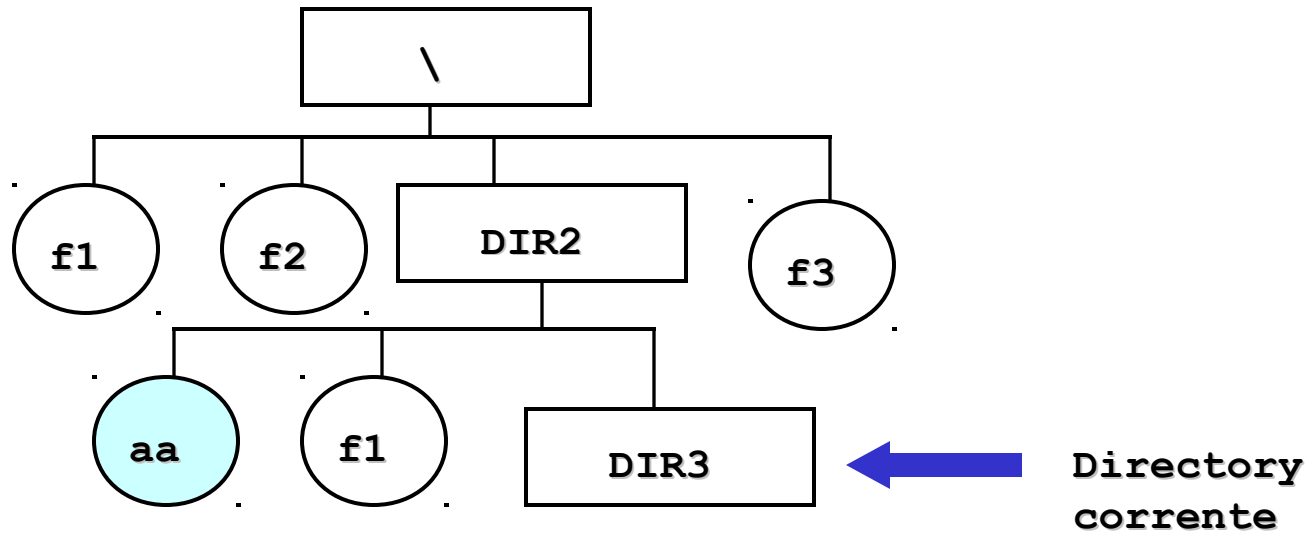 \
f1
f2
DIR2
f3
aa
f1
DIR3
Directory
corrente